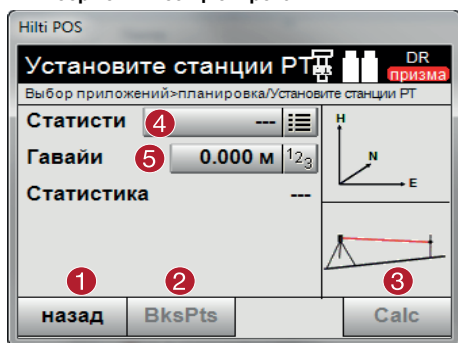 Hilti POS
Установите станции РТ
DR
призма
Выбор приложений>планировка/Установите станции РТ
Статисти 4 ---
Гавайи 5 0.000 м 123
Статистика ---
H
N
E
1 2 3
назад BksPts Calc